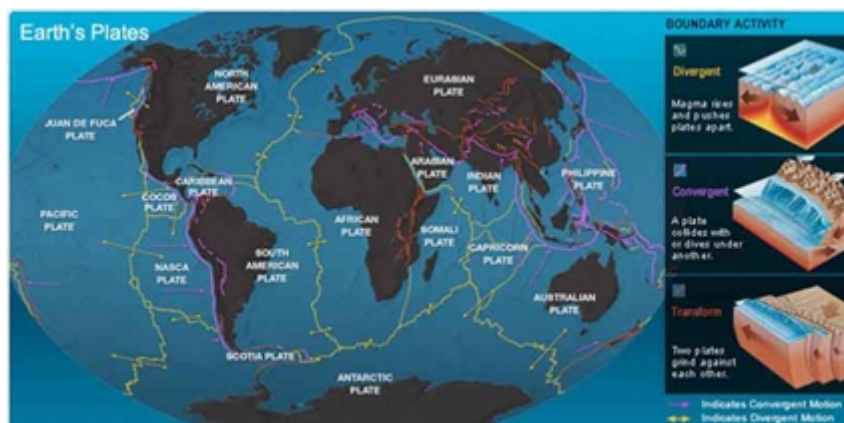 Earth's Plates
NORTH
AMERICAN
PLATE
EURASIAN
PLATE
JUAN DE FUCA
PLATE
CARIBBEAN
PLATE
COCOS
PLATE
ARABIAN
PLATE
INDIAN
PLATE
PHILIPPINE
PLATE
PACIFIC
PLATE
AFRICAN
PLATE
SOMALI
PLATE
CAPRICORN
PLATE
NASCA
PLATE
SOUTH
AMERICAN
PLATE
AUSTRALIAN
PLATE
SCOTIA PLATE
ANTARCTIC
PLATE
BOUNDARY ACTIVITY
Divergent
Magma rises
and pushes
plates apart.
Convergent
A plate
collides with
or dives under
another.
Transform
Two plates
grind against
each other.
Indicates Convergent Motion
Indicates Divergent Motion